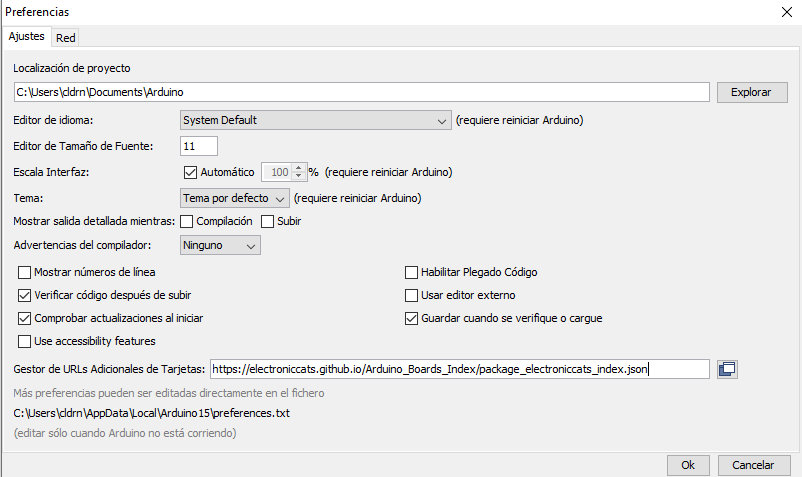 Preferencias
Ajustes Red
Localización de proyecto
C:\Users\cldrn\Documents\Arduino Explorar
Editor de idioma: System Default (requiere reiniciar Arduino)
Editor de Tamaño de Fuente: 11
Escala Interfaz: Automático 100 % (requiere reiniciar Arduino)
Tema: Tema por defecto (requiere reiniciar Arduino)
Mostrar salida detallada mientras: Compilación Subir
Advertencias del compilador: Ninguno
Mostrar números de línea Habilitar Plegado Código
Verificar código después de subir Usar editor externo
Comprobar actualizaciones al iniciar Guardar cuando se verifique o cargue
Use accessibility features
Gestor de URLs Adicionales de Tarjetas: https://electroniccats.github.io/Arduino_Boards_Index/package_electroniccats_index.json
Más preferencias pueden ser editadas directamente en el fichero
C:\Users\cldrn\AppData\Local\Arduino15\preferences.txt
(editar sólo cuando Arduino no está corriendo)
Ok Cancelar